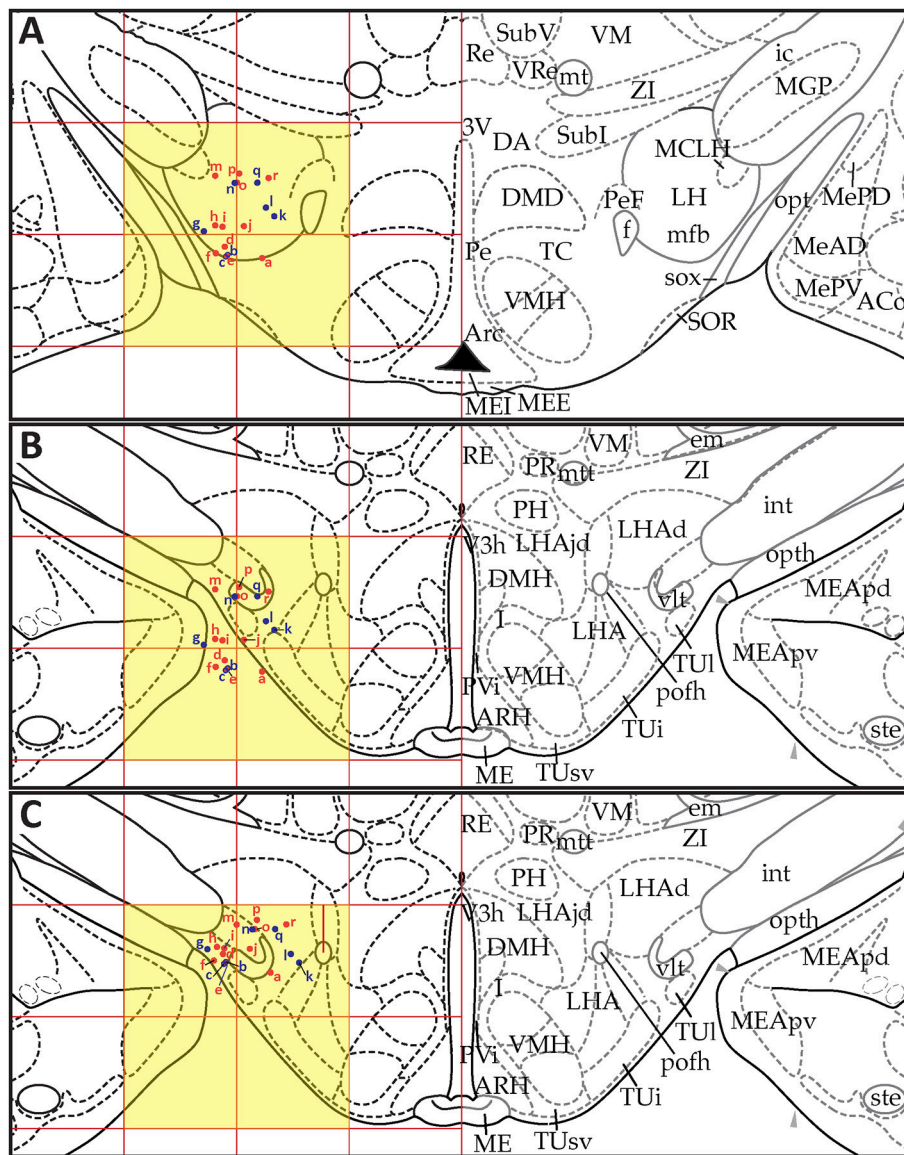 A
SubV VM
Re
VRe mt
ic
MGP
ZI
3V
DA SubI
MCLH
m p q r
n o
DMD
PeF
LH
opt
MePD
l
k
h i j
g
f
mfb
d
Pe TC
MeAD
b
f c e a
sox
VMH
MePV
ACo
Arc
SOR
MEI MEE
B
RE VM em
PR mtt ZI
PH
int
V3h LHAjd LHAd
opth
DMH
MEApd
m p q r
n o
vlt
l
k
I
LHA
h i j
g
TUl
MEApv
d
b
f c e a
PVi VMH
pofh
ARH
TUi
ste
ME TUsv
C
RE VM em
PR mtt ZI
PH
int
V3h LHAjd LHAd
opth
m p r
n o q
h i j
g
DMH
MEApd
l
d
k
f
b
c
a
vlt
e
I
LHA
TUl
MEApv
PVi VMH
pofh
ARH
TUi
ste
ME TUsv